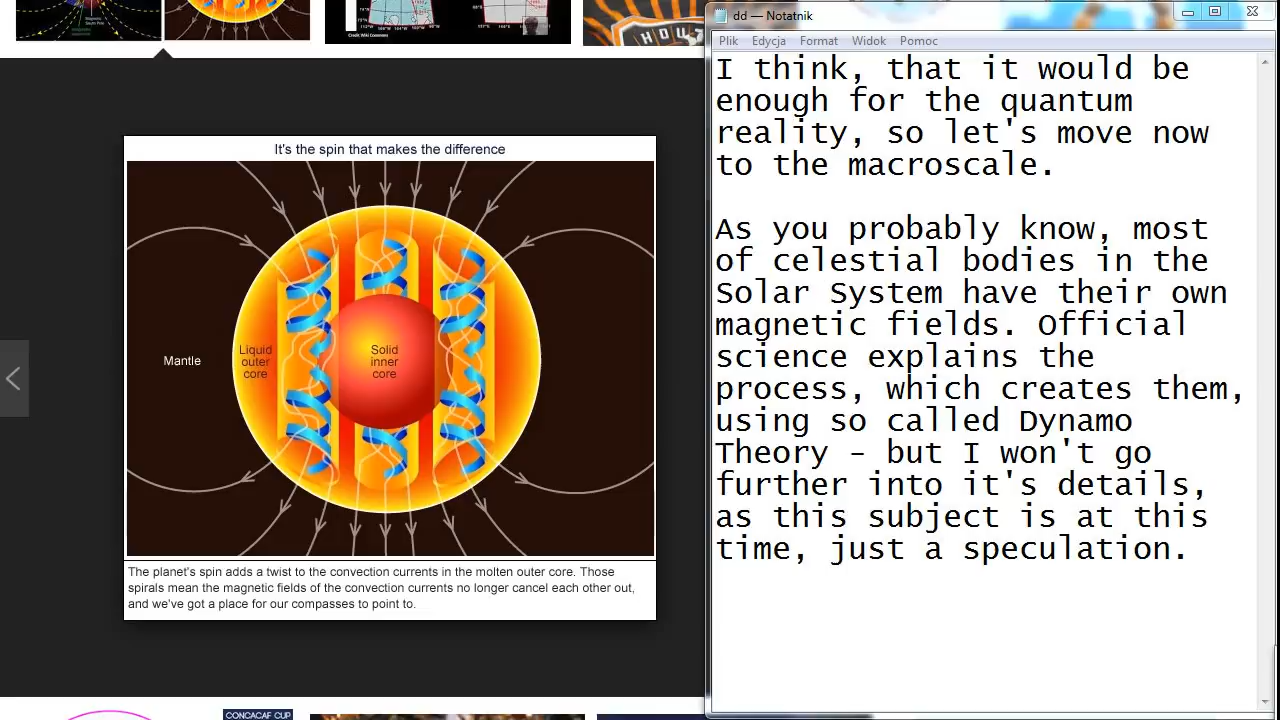 Magnetic
South Pole
Credit Wiki Commons
It's the spin that makes the difference
Mantle
Liquid
outer
core
Solid
inner
core
The planet's spin adds a twist to the convection currents in the molten outer core. Those
spirals mean the magnetic fields of the convection currents no longer cancel each other out,
and we've got a place for our compasses to point to.
CONCACAF CUP
dd — Notatnik
Plik Edycja Format Widok Pomoc
I think, that it would be
enough for the quantum
reality, so let's move now
to the macroscale.
As you probably know, most
of celestial bodies in the
Solar System have their own
magnetic fields. Official
science explains the
process, which creates them,
using so called Dynamo
Theory - but I won't go
further into it's details,
as this subject is at this
time, just a speculation.